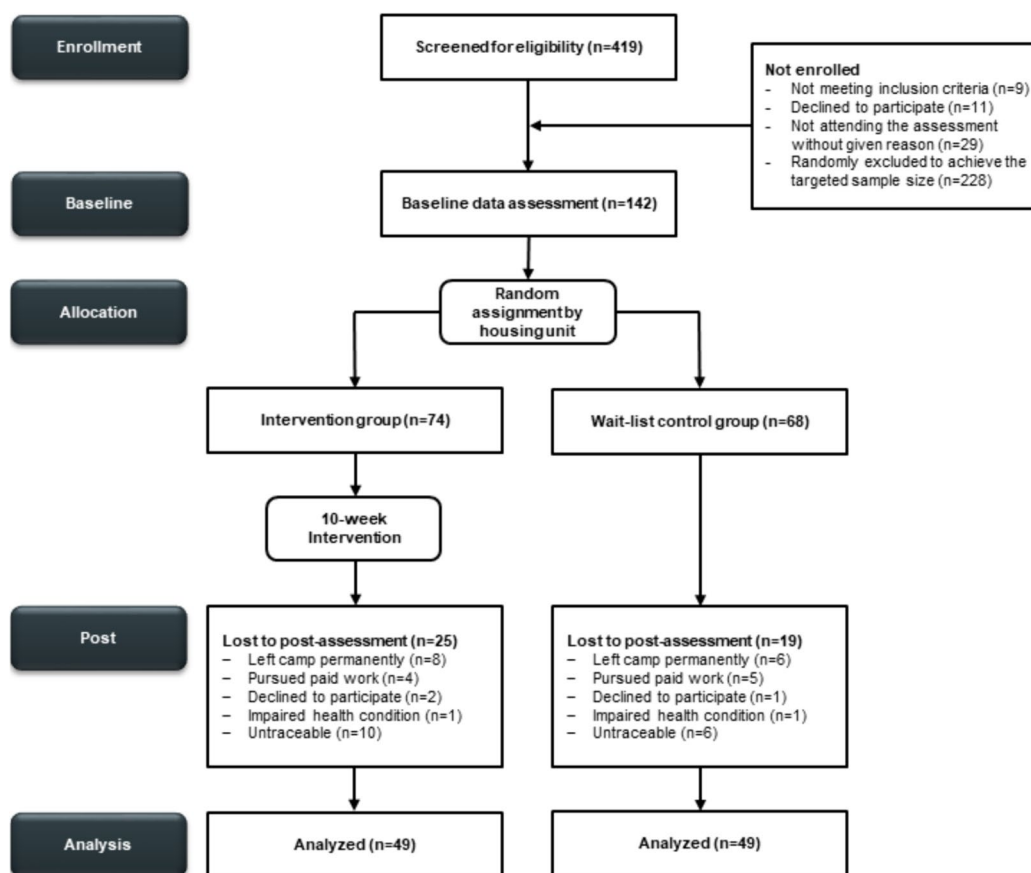 Enrollment
Screened for eligibility (n=419)
Not enrolled
- Not meeting inclusion criteria (n=9)
- Declined to participate (n=11)
- Not attending the assessment
without given reason (n=29)
- Randomly excluded to achieve the
targeted sample size (n=228)
Baseline
Baseline data assessment (n=142)
Allocation
Random
assignment by
housing unit
Intervention group (n=74)
Wait-list control group (n=68)
10-week
Intervention
Post
Lost to post-assessment (n=25)
– Left camp permanently (n=8)
– Pursued paid work (n=4)
– Declined to participate (n=2)
– Impaired health condition (n=1)
– Untraceable (n=10)
Lost to post-assessment (n=19)
– Left camp permanently (n=6)
– Pursued paid work (n=5)
– Declined to participate (n=1)
– Impaired health condition (n=1)
– Untraceable (n=6)
Analysis
Analyzed (n=49)
Analyzed (n=49)